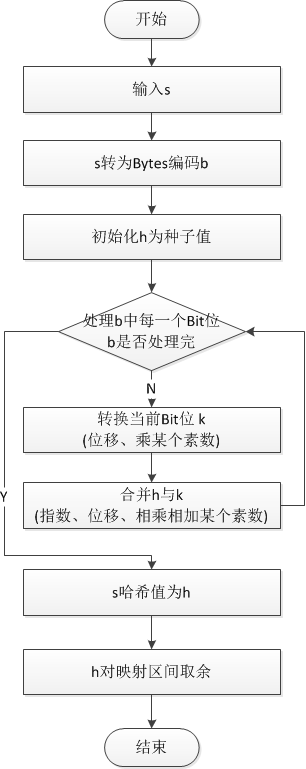 开始
输入s
s转为Bytes编码b
初始化h为种子值
处理b中每一个Bit位
b是否处理完
N
转换当前Bit位 k
(位移、乘某个素数)
合并h与k
(指数、位移、相乘相加某个素数)
Y
s哈希值为h
h对映射区间取余
结束